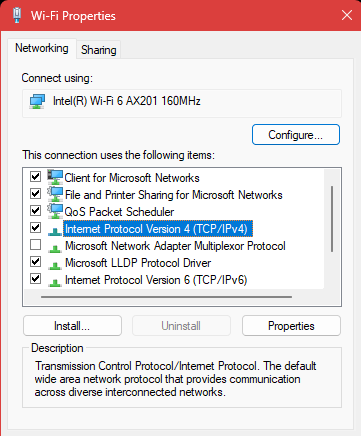 Wi-Fi Properties
Networking
Sharing
Connect using:
Intel(R) Wi-Fi 6 AX201 160MHz
Configure...
This connection uses the following items:
Client for Microsoft Networks
File and Printer Sharing for Microsoft Networks
QoS Packet Scheduler
Internet Protocol Version 4 (TCP/IPv4)
Microsoft Network Adapter Multiplexor Protocol
Microsoft LLDP Protocol Driver
Internet Protocol Version 6 (TCP/IPv6)
Install...
Uninstall
Properties
Description
Transmission Control Protocol/Internet Protocol. The default
wide area network protocol that provides communication
across diverse interconnected networks.